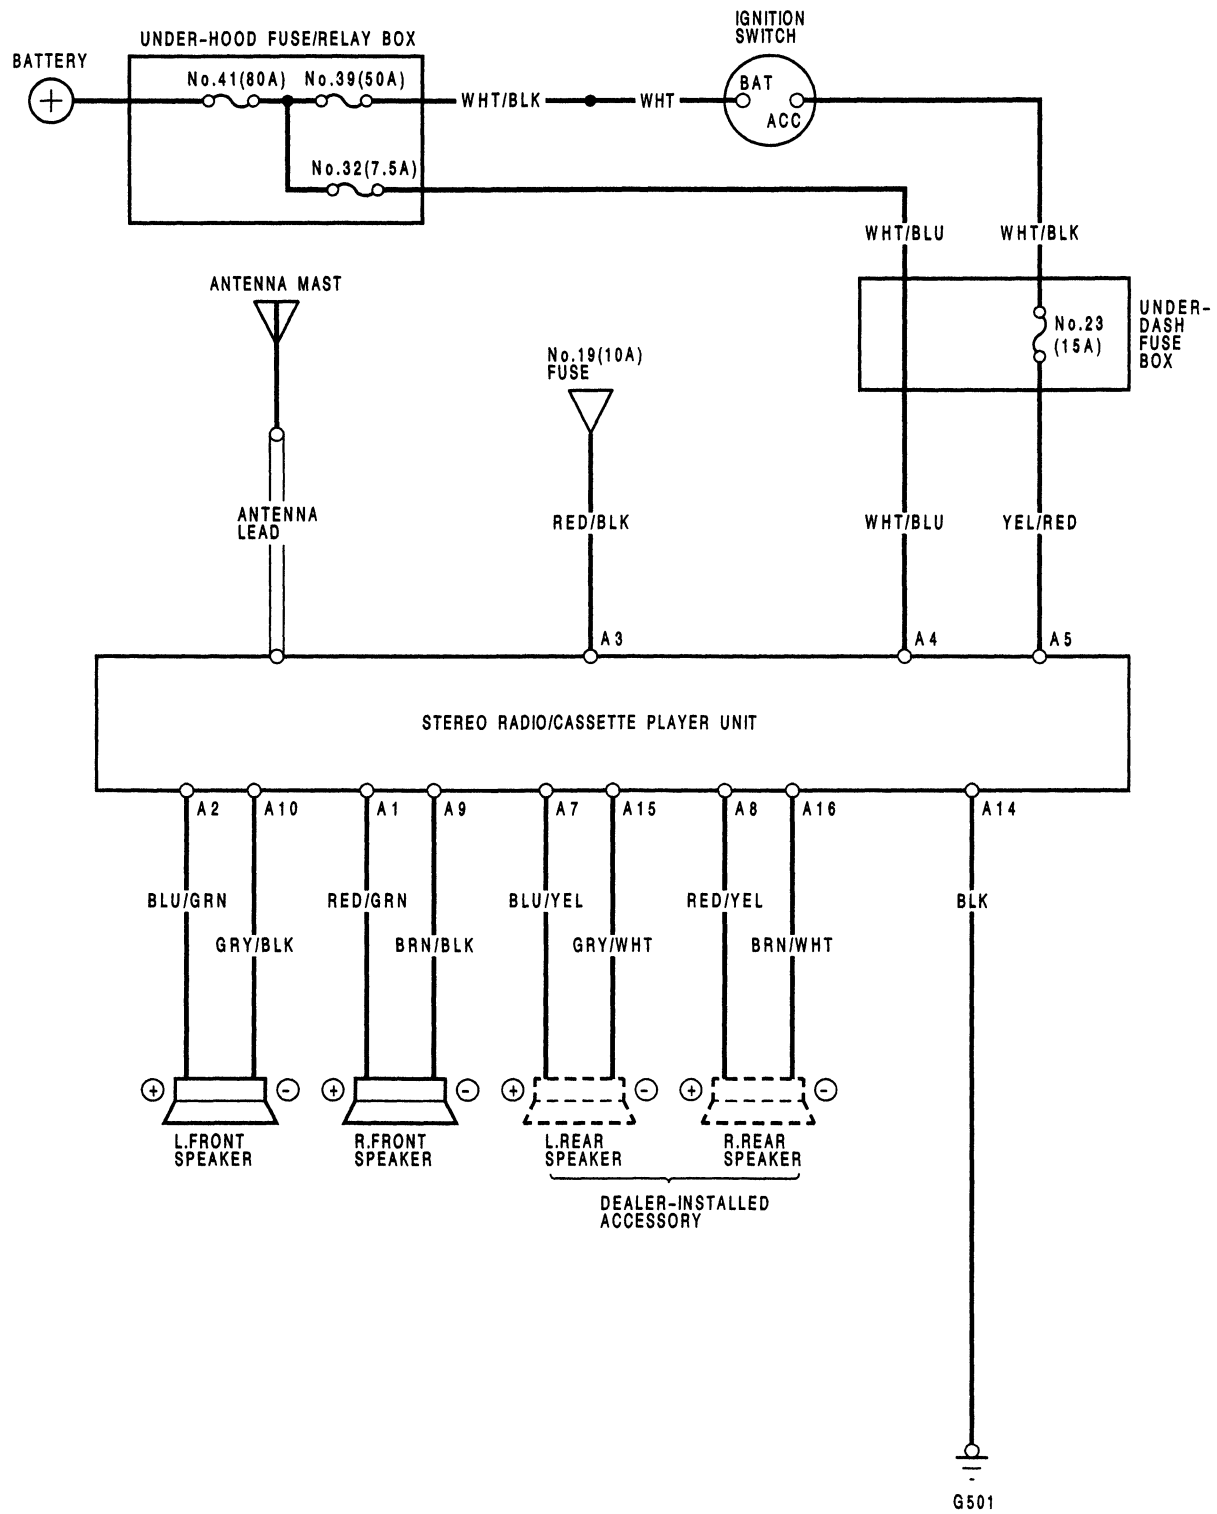 IGNITION
SWITCH
UNDER-HOOD FUSE/RELAY BOX
BATTERY
No.41(80A) No.39(50A)
+
WHT/BLK
WHT
BAT
ACC
No.32(7.5A)
WHT/BLU
WHT/BLK
ANTENNA MAST
UNDER-
DASH
FUSE
BOX
No.23
(15A)
No.19(10A)
FUSE
ANTENNA
LEAD
RED/BLK
WHT/BLU
YEL/RED
A3
A4
A5
STEREO RADIO/CASSETTE PLAYER UNIT
A2
A10
A1
A9
A7
A15
A8
A16
A14
BLU/GRN
RED/GRN
BLU/YEL
RED/YEL
BLK
GRY/BLK
BRN/BLK
GRY/WHT
BRN/WHT
+ -
+ -
+ -
+ -
L.FRONT
SPEAKER
R.FRONT
SPEAKER
L.REAR
SPEAKER
R.REAR
SPEAKER
DEALER-INSTALLED
ACCESSORY
G501